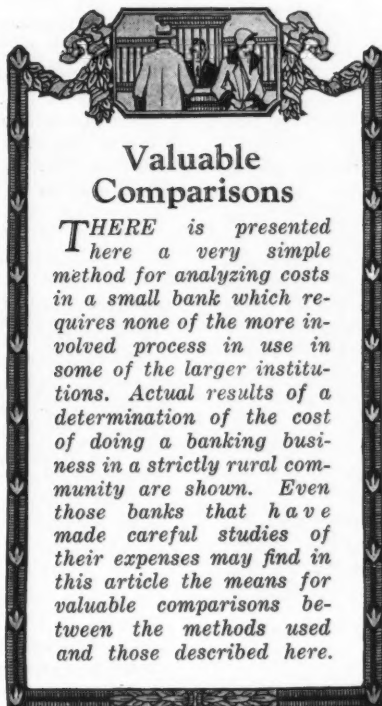 Valuable
Comparisons
THERE is presented
here a very simple
method for analyzing costs
in a small bank which re-
quires none of the more in-
volved process in use in
some of the larger institu-
tions. Actual results of a
determination of the cost
of doing a banking busi-
ness in a strictly rural com-
munity are shown. Even
those banks that have
made careful studies of
their expenses may find in
this article the means for
valuable comparisons be-
tween the methods used
and those described here.